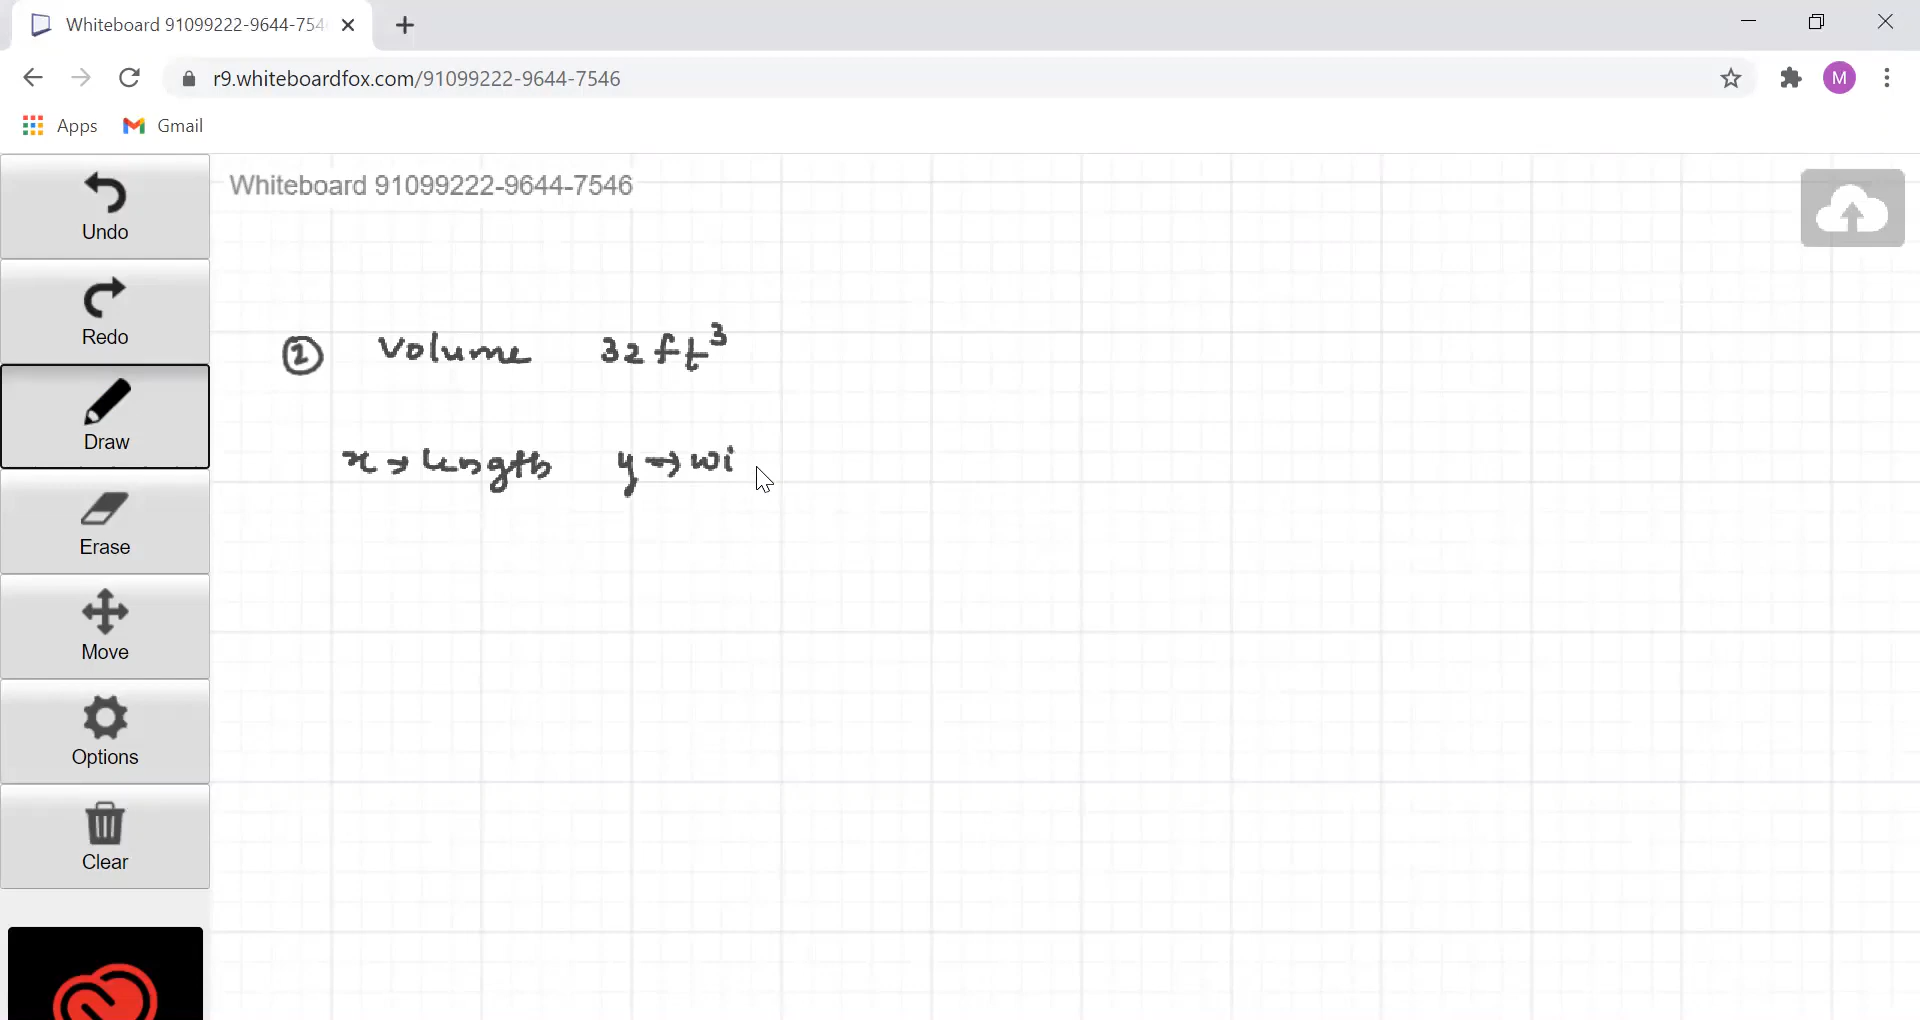 Whiteboard 91099222-9644-754
r9.whiteboardfox.com/91099222-9644-7546
M
Apps
Gmail
Undo
Whiteboard 91099222-9644-7546
Redo
② Volume 32 ft³
Draw
x → length y → wi
Erase
Move
Options
Clear